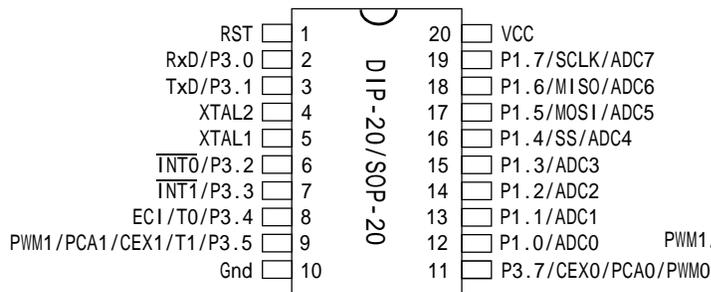 RST 1 20 VCC
RxD/P3.0 2 19 P1.7/SCLK/ADC7
TxD/P3.1 3 18 P1.6/MISO/ADC6
XTAL2 4 17 P1.5/MOSI/ADC5
XTAL1 5 16 P1.4/SS/ADC4
INT0/P3.2 6 15 P1.3/ADC3
INT1/P3.3 7 14 P1.2/ADC2
ECI/T0/P3.4 8 13 P1.1/ADC1
PWM1/PCA1/CEX1/T1/P3.5 9 12 P1.0/ADC0 PWM1
Gnd 10 11 P3.7/CEX0/PCA0/PWM0
DIP-20/SOP-20